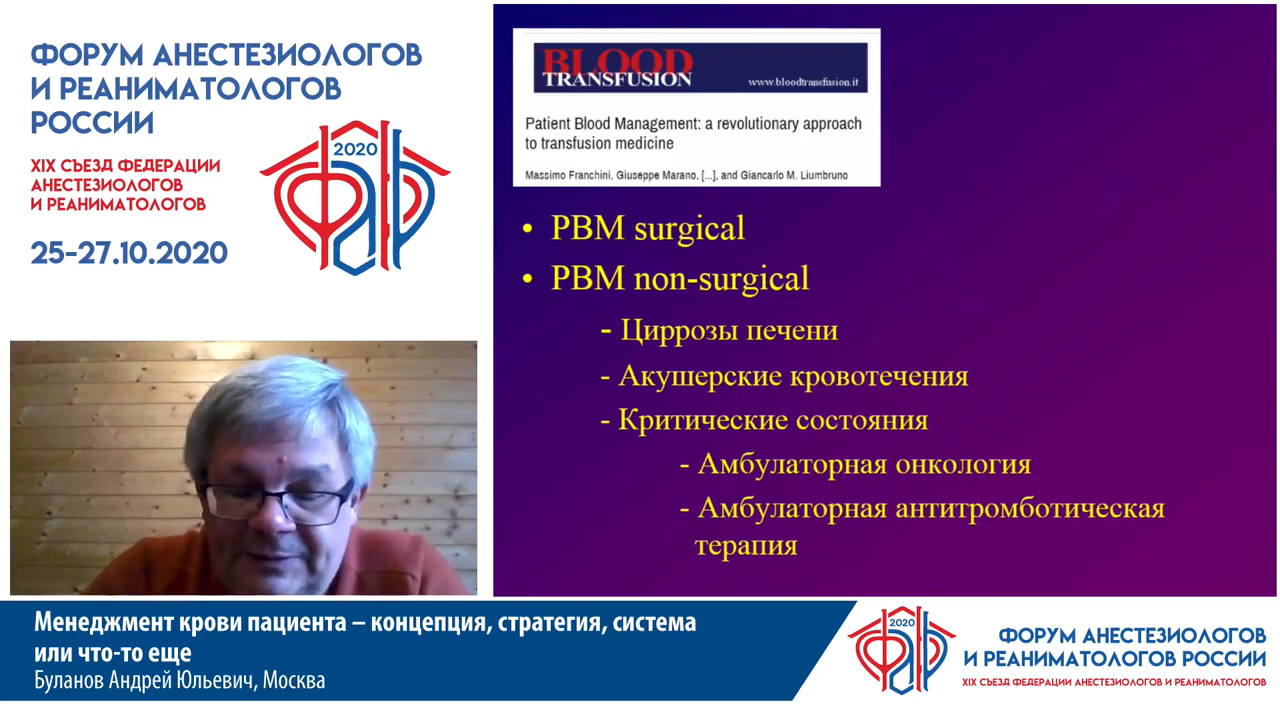 ФОРУМ АНЕСТЕЗИОЛОГОВ
И РЕАНИМАТОЛОГОВ
РОССИИ
XIX СЪЕЗД ФЕДЕРАЦИИ
АНЕСТЕЗИОЛОГОВ
И РЕАНИМАТОЛОГОВ
25-27.10.2020
2020
BLOOD
TRANSFUSION
www.bloodtransfusion.it
Patient Blood Management: a revolutionary approach
to transfusion medicine
Massimo Franchini, Giuseppe Marano, [...], and Giancarlo M. Liumbruno
• PBM surgical
• PBM non-surgical
- Циррозы печени
- Акушерские кровотечения
- Критические состояния
- Амбулаторная онкология
- Амбулаторная антитромботическая
терапия
Менеджмент крови пациента – концепция, стратегия, система
или что-то еще
Буланов Андрей Юльевич, Москва
2020
ФОРУМ АНЕСТЕЗИОЛОГОВ
И РЕАНИМАТОЛОГОВ РОССИИ
XIX СЪЕЗД ФЕДЕРАЦИИ АНЕСТЕЗИОЛОГОВ И РЕАНИМАТОЛОГОВ